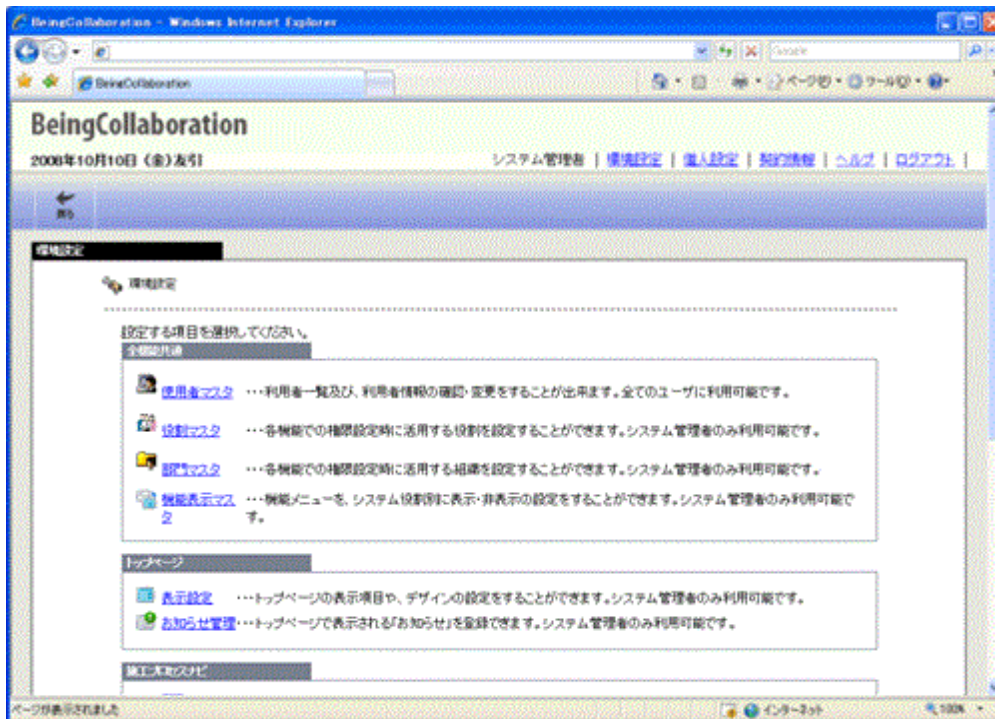 BeingCollaboration - Windows Internet Explorer
Google
BeingCollaboration
ページ(P)
ツール(O)
BeingCollaboration
2008年10月10日 (金)友引
システム管理者 | 環境設定 | 個人設定 | 契約情報 | ヘルプ | ログアウト |
戻る
環境設定
環境設定
設定する項目を選択してください。
全機能共通
使用者マスタ ・・・利用者一覧及び、利用者情報の確認・変更をすることが出来ます。全てのユーザに利用可能です。
役割マスタ ・・・各機能での権限設定時に活用する役割を設定することができます。システム管理者のみ利用可能です。
部門マスタ ・・・各機能での権限設定時に活用する組織を設定することができます。システム管理者のみ利用可能です。
機能表示マス ・・・機能メニューを、システム役割別に表示・非表示の設定をすることができます。システム管理者のみ利用可能で
タ す。
トップページ
表示設定 ・・・トップページの表示項目や、デザインの設定をすることができます。システム管理者のみ利用可能です。
お知らせ管理・・・トップページで表示される「お知らせ」を登録できます。システム管理者のみ利用可能です。
ページが表示されました
インターネット
100%